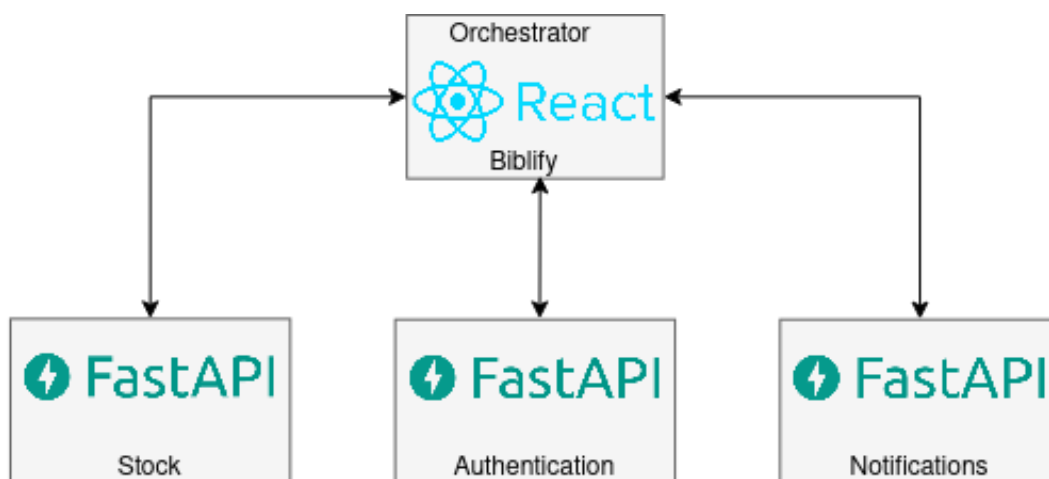 Orchestrator
React
Biblify
FastAPI
FastAPI
FastAPI
Stock
Authentication
Notifications